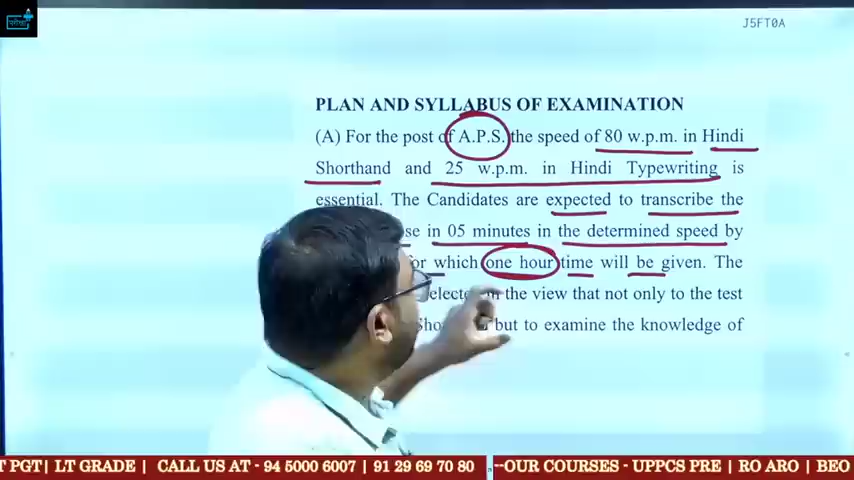 परीक्षा
J5FT0A
PLAN AND SYLLABUS OF EXAMINATION
(A) For the post of A.P.S. the speed of 80 w.p.m. in Hindi
Shorthand and 25 w.p.m. in Hindi Typewriting is
essential. The Candidates are expected to transcribe the
se in 05 minutes in the determined speed by
for which one hour time will be given. The
elected in the view that not only to the test
but to examine the knowledge of
T PGT | LT GRADE | CALL US AT - 94 5000 6007 | 91 29 69 70 80 --OUR COURSES - UPPCS PRE | RO ARO | BEO